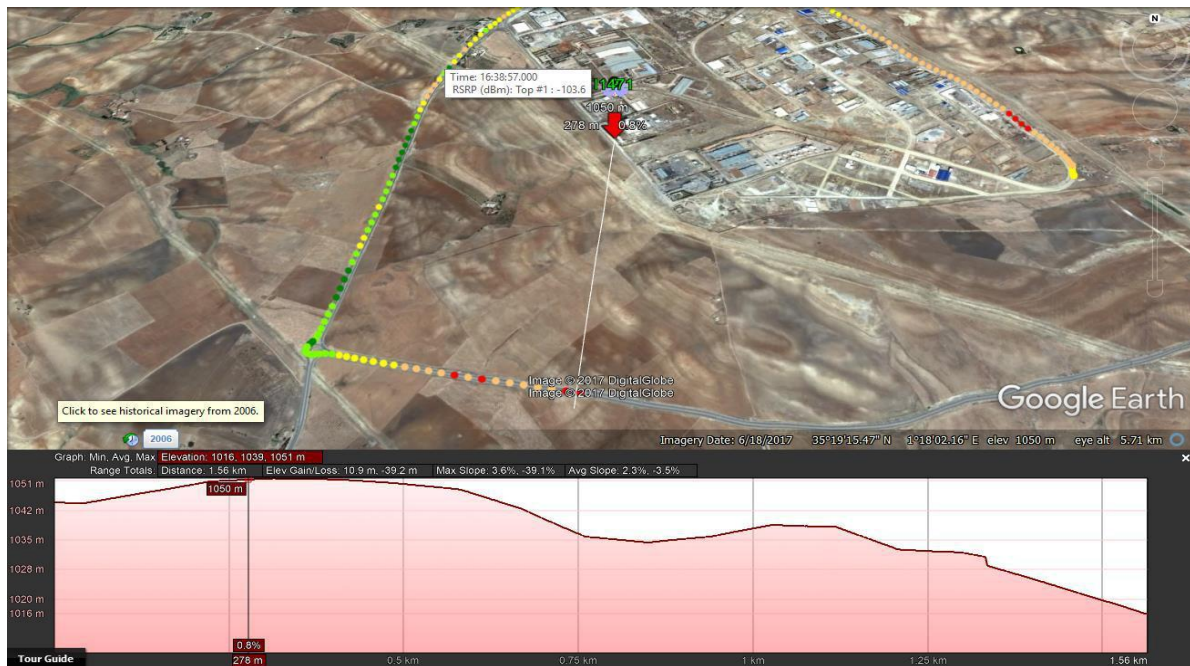 N
Time: 16:38:57.000
RSRP (dBm): Top #1 : -103.6
1471
1050 m
278 m 0.8%
Image © 2017 DigitalGlobe
Image © 2017 DigitalGlobe
Google Earth
Click to see historical imagery from 2006.
2006
Imagery Date: 6/18/2017 35°19'15.47" N 1°18'02.16" E elev 1050 m eye alt 5.71 km
Graph: Min, Avg, Max Elevation: 1016, 1039, 1051 m
Range Totals: Distance: 1.56 km Elev Gain/Loss: 10.9 m, -39.2 m Max Slope: 3.6%, -39.1% Avg Slope: 2.3%, -3.5%
1051 m
1050 m
1042 m
1035 m
1028 m
1020 m
1016 m
0.8%
Tour Guide 278 m 0.5 km 0.75 km 1 km 1.25 km 1.56 km